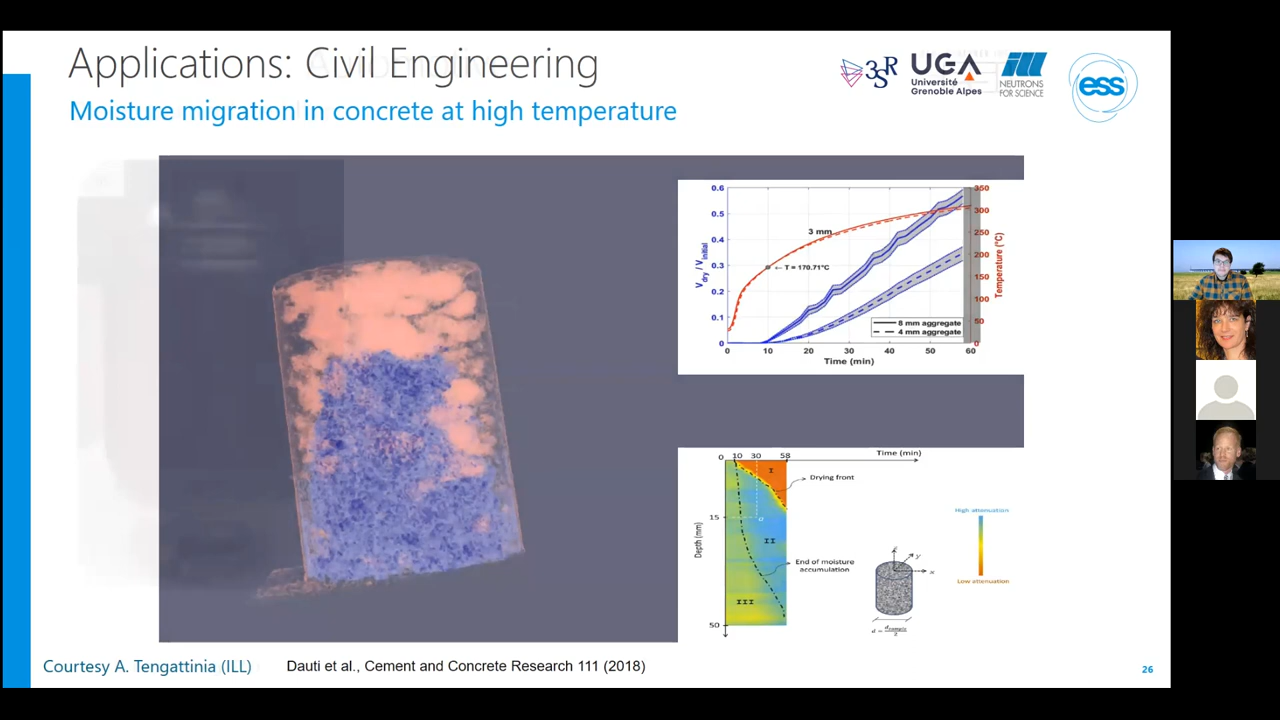 Applications: Civil Engineering
Moisture migration in concrete at high temperature
3SR
UGA
Université
Grenoble Alpes
ill
NEUTRONS
FOR SCIENCE
ess
0.6
0.5
0.4
0.3
0.2
0.1
0
V dry / V initial
350
300
250
200
150
100
50
0
Temperature (°C)
3 mm
← T = 170.71°C
8 mm aggregate
4 mm aggregate
0 10 20 30 40 50 60
Time (min)
0 10 30 58
Time (min)
I
Drying front
15
d
Depth (mm)
II
End of moisture
accumulation
III
50
High attenuation
Low attenuation
z
y
x
d = d sample / 2
Courtesy A. Tengattinia (ILL)
Dauti et al., Cement and Concrete Research 111 (2018)
26